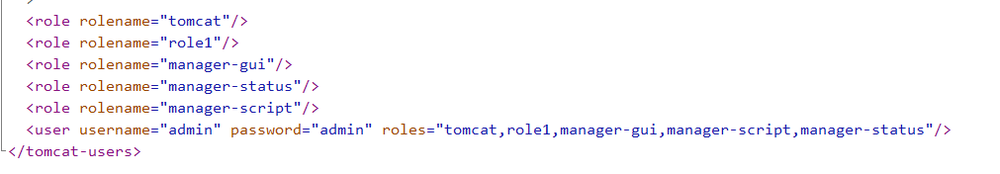 <role rolename="tomcat"/>
<role rolename="role1"/>
<role rolename="manager-gui"/>
<role rolename="manager-status"/>
<role rolename="manager-script"/>
<user username="admin" password="admin" roles="tomcat,role1,manager-gui,manager-script,manager-status"/>
</tomcat-users>